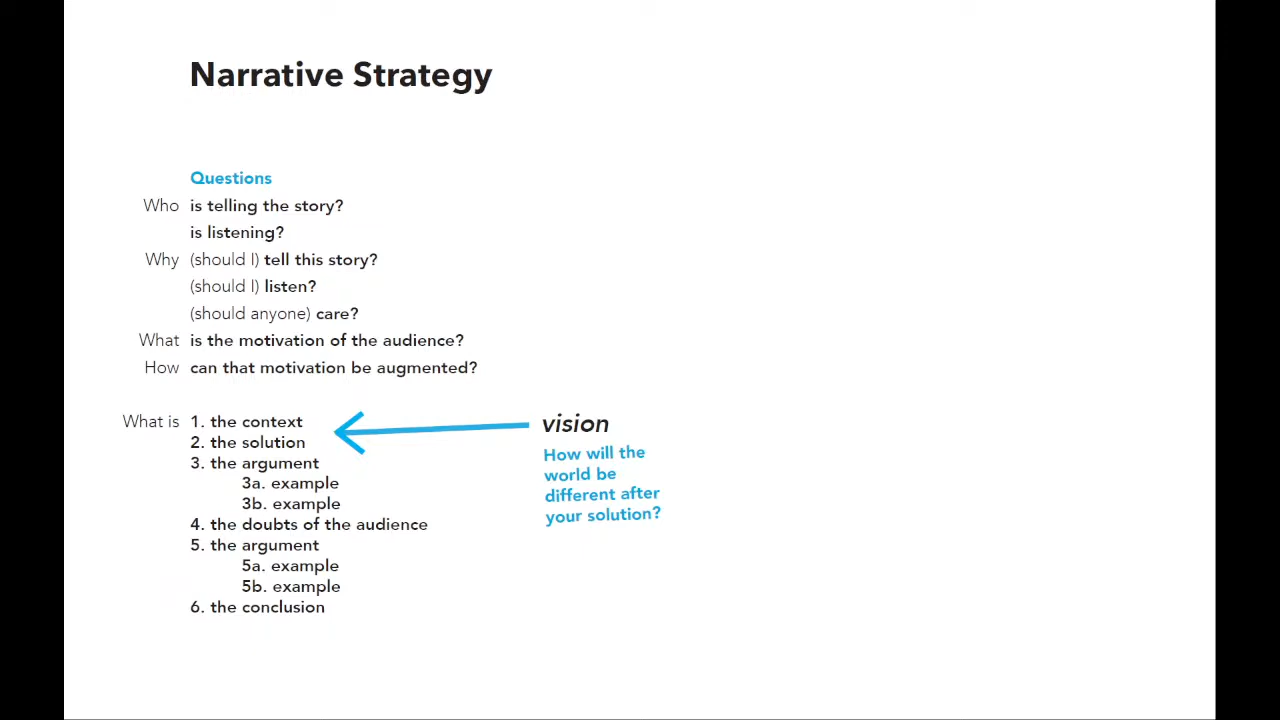 Narrative Strategy
Questions
Who is telling the story?
is listening?
Why (should I) tell this story?
(should I) listen?
(should anyone) care?
What is the motivation of the audience?
How can that motivation be augmented?
What is 1. the context
2. the solution
3. the argument
3a. example
3b. example
4. the doubts of the audience
5. the argument
5a. example
5b. example
6. the conclusion
vision
How will the
world be
different after
your solution?